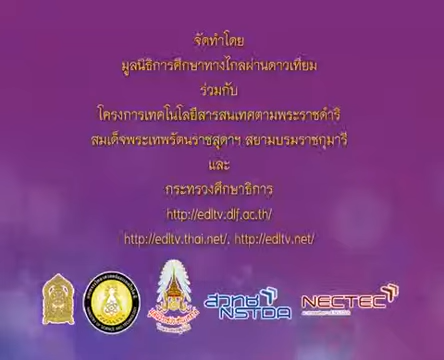 จัดทำโดย
มูลนิธิการศึกษาทางไกลผ่านดาวเทียม
ร่วมกับ
โครงการเทคโนโลยีสารสนเทศตามพระราชดำริ
สมเด็จพระเทพรัตนราชสุดาฯ สยามบรมราชกุมารี
และ
กระทรวงศึกษาธิการ
http://edltv.dlf.ac.th/
http://edltv.thai.net/, http://edltv.net/
สวทช NECTEC
NSTDA